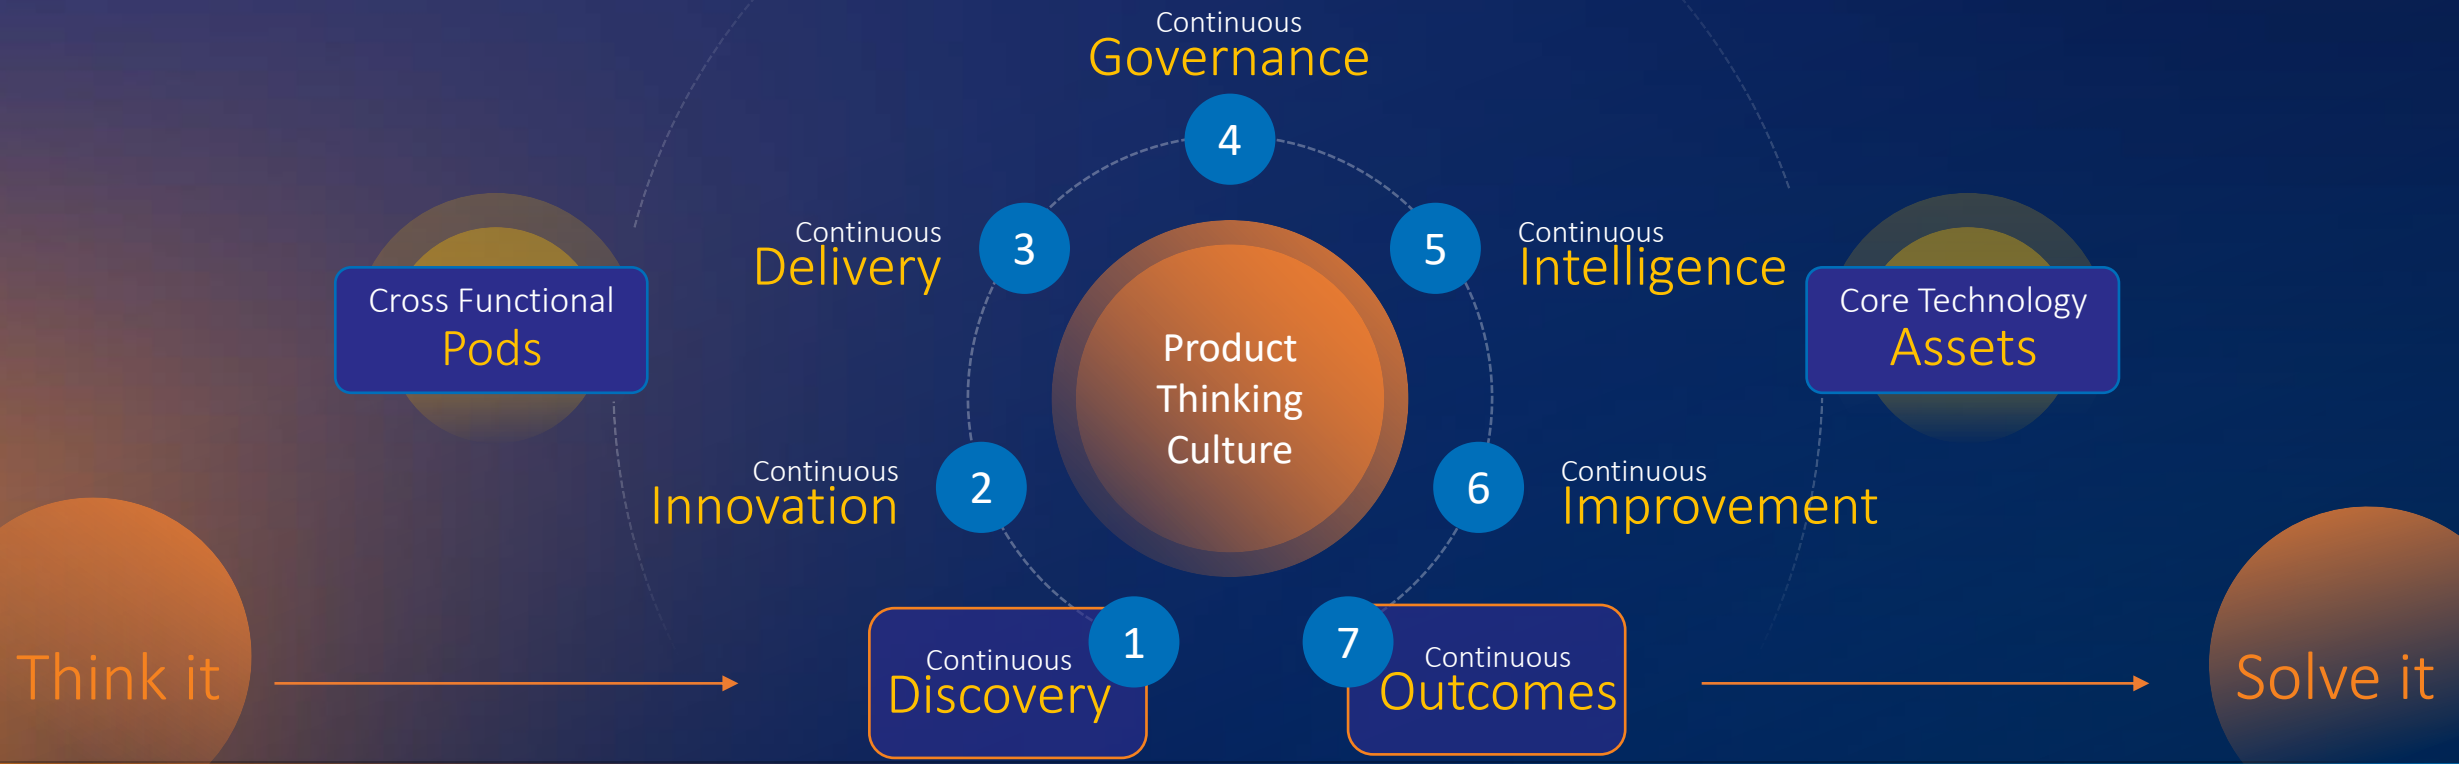 Continuous
Governance
4
Continuous
Delivery
3
5
Continuous
Intelligence
Cross Functional
Pods
Core Technology
Assets
Product
Thinking
Culture
Continuous
Innovation
2
6
Continuous
Improvement
Think it
Continuous
Discovery
1
7
Continuous
Outcomes
Solve it